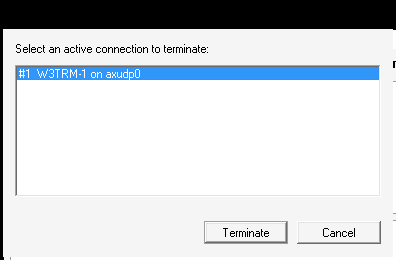 Select an active connection to terminate:
#1 W3TRM-1 on axudp0
Terminate
Cancel